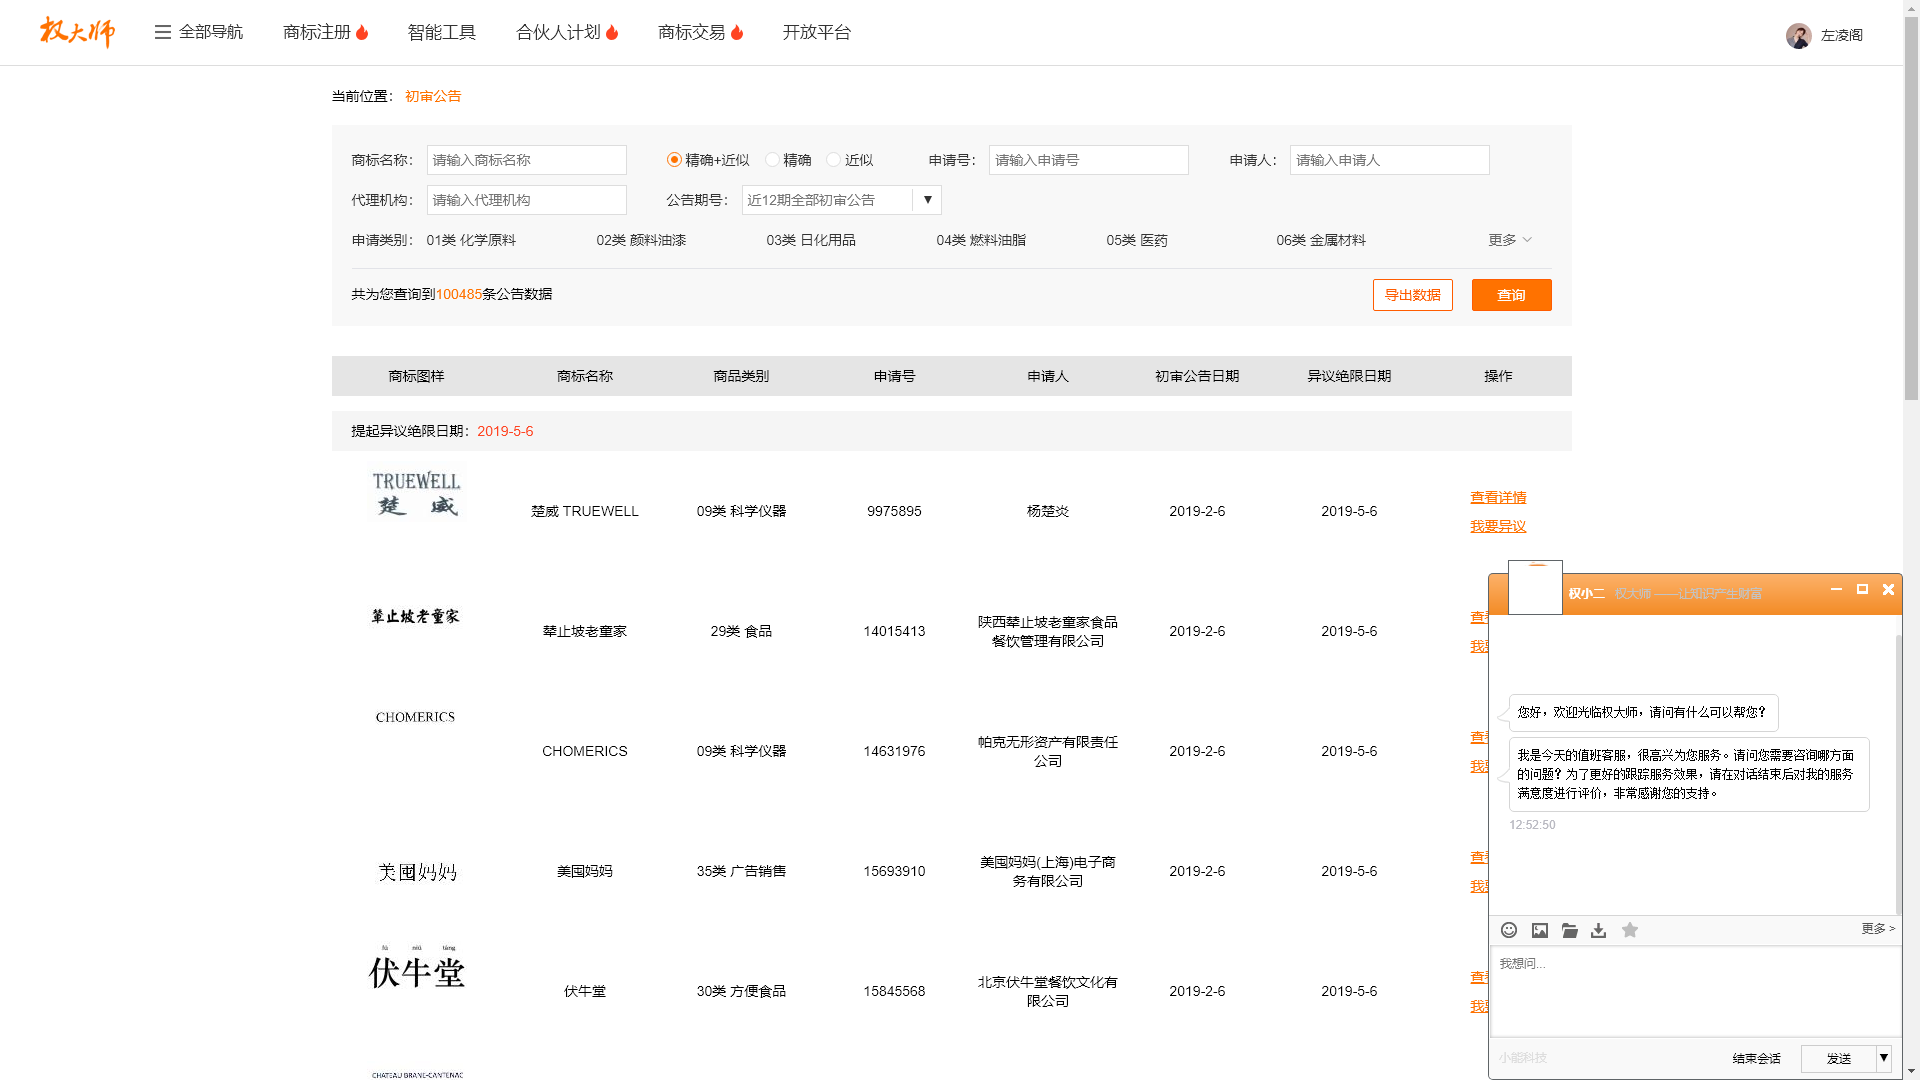 权大师
全部导航 商标注册 智能工具 合伙人计划 商标交易 开放平台 左凌阁
当前位置： 初审公告
商标名称： 请输入商标名称 精确+近似 精确 近似 申请号： 请输入申请号 申请人： 请输入申请人
代理机构： 请输入代理机构 公告期号： 近12期全部初审公告 ▼
申请类别： 01类 化学原料 02类 颜料油漆 03类 日化用品 04类 燃料油脂 05类 医药 06类 金属材料 更多
共为您查询到100485条公告数据 导出数据 查询
商标图样 商标名称 商品类别 申请号 申请人 初审公告日期 异议绝限日期 操作
提起异议绝限日期：2019-5-6
TRUEWELL
楚威
楚威 TRUEWELL 09类 科学仪器 9975895 杨楚炎 2019-2-6 2019-5-6
查看详情
我要异议
辇止坡老童家
辇止坡老童家 29类 食品 14015413 陕西辇止坡老童家食品
餐饮管理有限公司 2019-2-6 2019-5-6
查
我
CHOMERICS
CHOMERICS 09类 科学仪器 14631976 帕克无形资产有限责任
公司 2019-2-6 2019-5-6
查
我
美囤妈妈
美囤妈妈 35类 广告销售 15693910 美囤妈妈(上海)电子商
务有限公司 2019-2-6 2019-5-6
查
我
fú niú táng
伏牛堂
伏牛堂 30类 方便食品 15845568 北京伏牛堂餐饮文化有
限公司 2019-2-6 2019-5-6
查
我
CHATEAU BRANE-CANTENAC
权小二 权大师 ——让知识产生财富
您好，欢迎光临权大师，请问有什么可以帮您？
我是今天的值班客服，很高兴为您服务。请问您需要咨询哪方面
的问题？为了更好的跟踪服务效果，请在对话结束后对我的服务
满意度进行评价，非常感谢您的支持。
12:52:50
更多 >
我想问...
小能科技 结束会话 发送 ▼